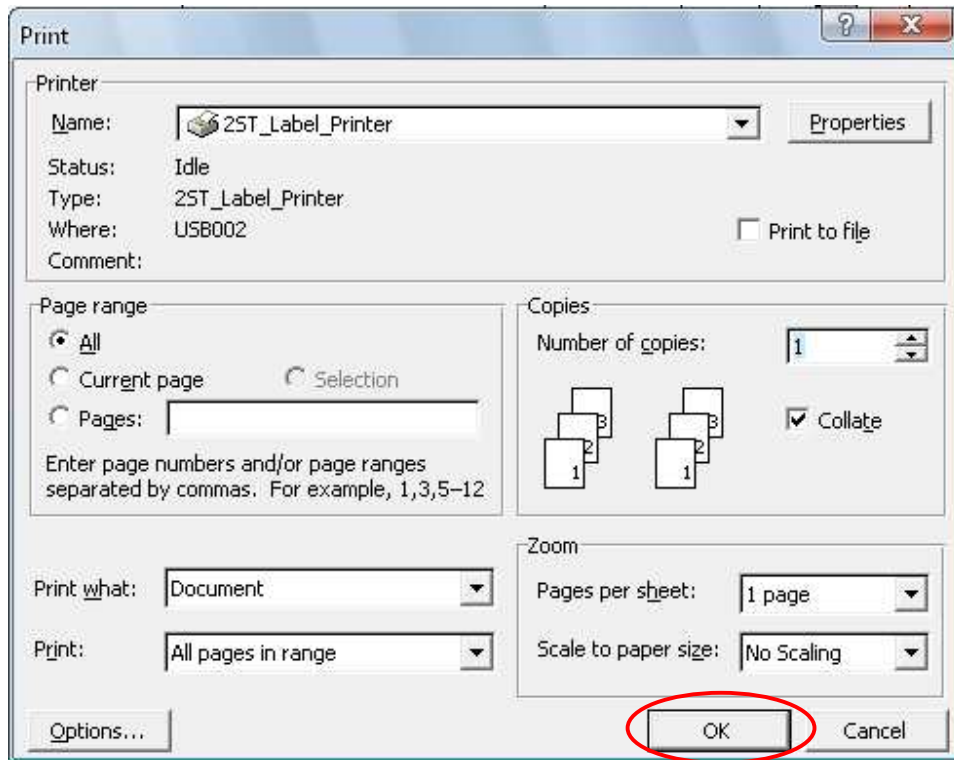 Print
Printer
Name: 2ST_Label_Printer Properties
Status: Idle
Type: 2ST_Label_Printer
Where: USB002 Print to file
Comment:
Page range
All
Current page Selection
Pages:
Enter page numbers and/or page ranges
separated by commas. For example, 1,3,5–12
Copies
Number of copies: 1
3 3
2 2
1 1
Collate
Print what: Document
Print: All pages in range
Zoom
Pages per sheet: 1 page
Scale to paper size: No Scaling
Options... OK Cancel